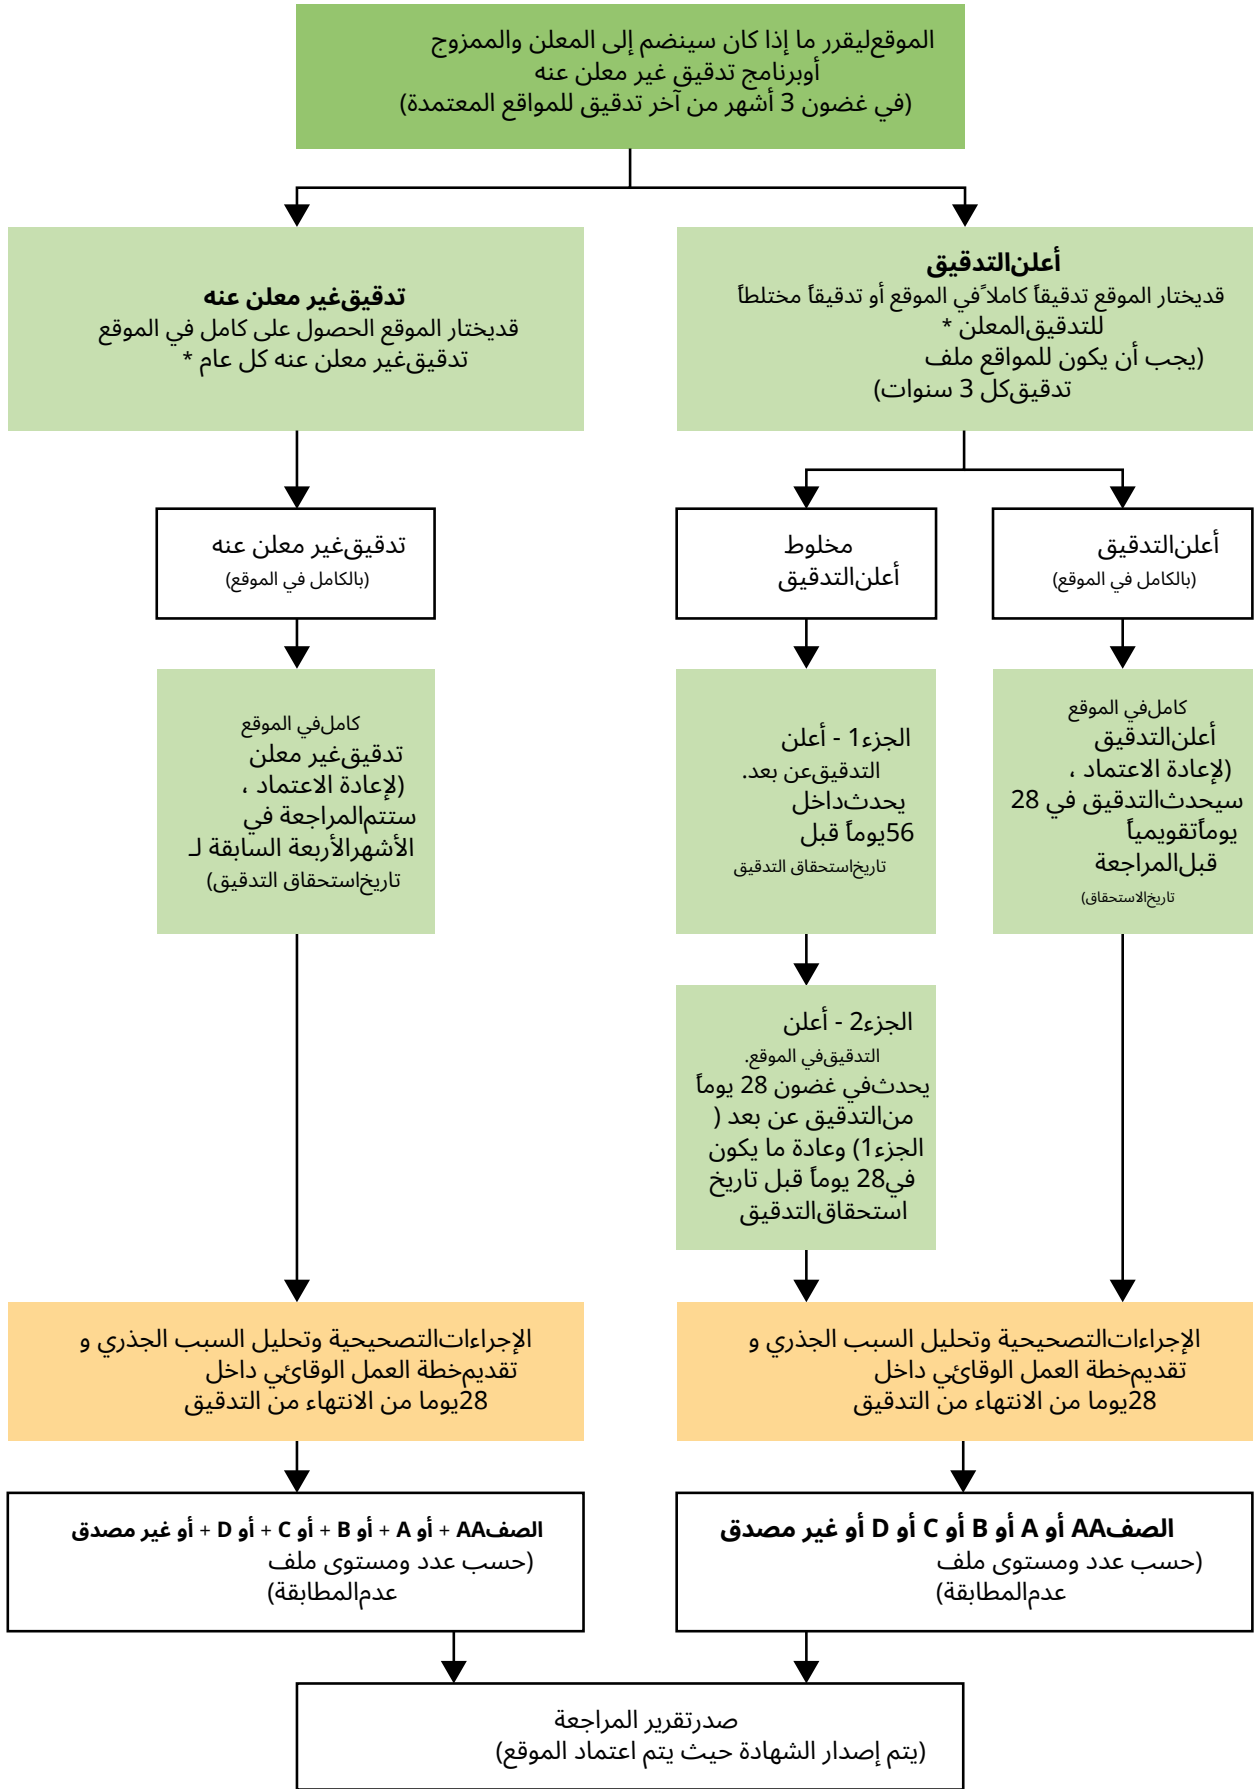 الموقعليقرر ما إذا كان سينضم إلى المعلن والممزوج
أوبرنامج تدقيق غير معلن عنه
(في غضون 3 أشهر من آخر تدقيق للمواقع المعتمدة)
أعلنالتدقيق
قديختار الموقع تدقيقاً كاملاً في الموقع أو تدقيقاً مختلطاً
للتدقيقالمعلن *
(يجب أن يكون للمواقع ملف
تدقيقكل 3 سنوات)
تدقيقغير معلن عنه
قديختار الموقع الحصول على كامل في الموقع
تدقيقغير معلن عنه كل عام *
أعلنالتدقيق
(بالكامل في الموقع)
مخلوط
أعلنالتدقيق
تدقيقغير معلن عنه
(بالكامل في الموقع)
كاملفي الموقع
أعلنالتدقيق
(لإعادة الاعتماد ،
سيحدثالتدقيق في 28
يوماًتقويمياً
قبلالمراجعة
تاريخالاستحقاق)
الجزء1 - أعلن
التدقيقعن بعد.
يحدثداخل
56يوماً قبل
تاريخاستحقاق التدقيق
كاملفي الموقع
تدقيقغير معلن
(لإعادة الاعتماد ،
ستتمالمراجعة في
الأشهرالأربعة السابقة لـ
تاريخاستحقاق التدقيق)
الجزء2 - أعلن
التدقيقفي الموقع.
يحدثفي غضون 28 يوماً
منالتدقيق عن بعد (
الجزء1) وعادة ما يكون
في28 يوماً قبل تاريخ
استحقاقالتدقيق
الإجراءاتالتصحيحية وتحليل السبب الجذري و
تقديمخطة العمل الوقائي داخل
28يوما من الانتهاء من التدقيق
الإجراءاتالتصحيحية وتحليل السبب الجذري و
تقديمخطة العمل الوقائي داخل
28يوما من الانتهاء من التدقيق
الصفAA أو A أو B أو C أو D أو غير مصدق
(حسب عدد ومستوى ملف
عدمالمطابقة)
الصفAA + أو A + أو B + أو C + أو D + أو غير مصدق
(حسب عدد ومستوى ملف
عدمالمطابقة)
صدرتقرير المراجعة
(يتم إصدار الشهادة حيث يتم اعتماد الموقع)